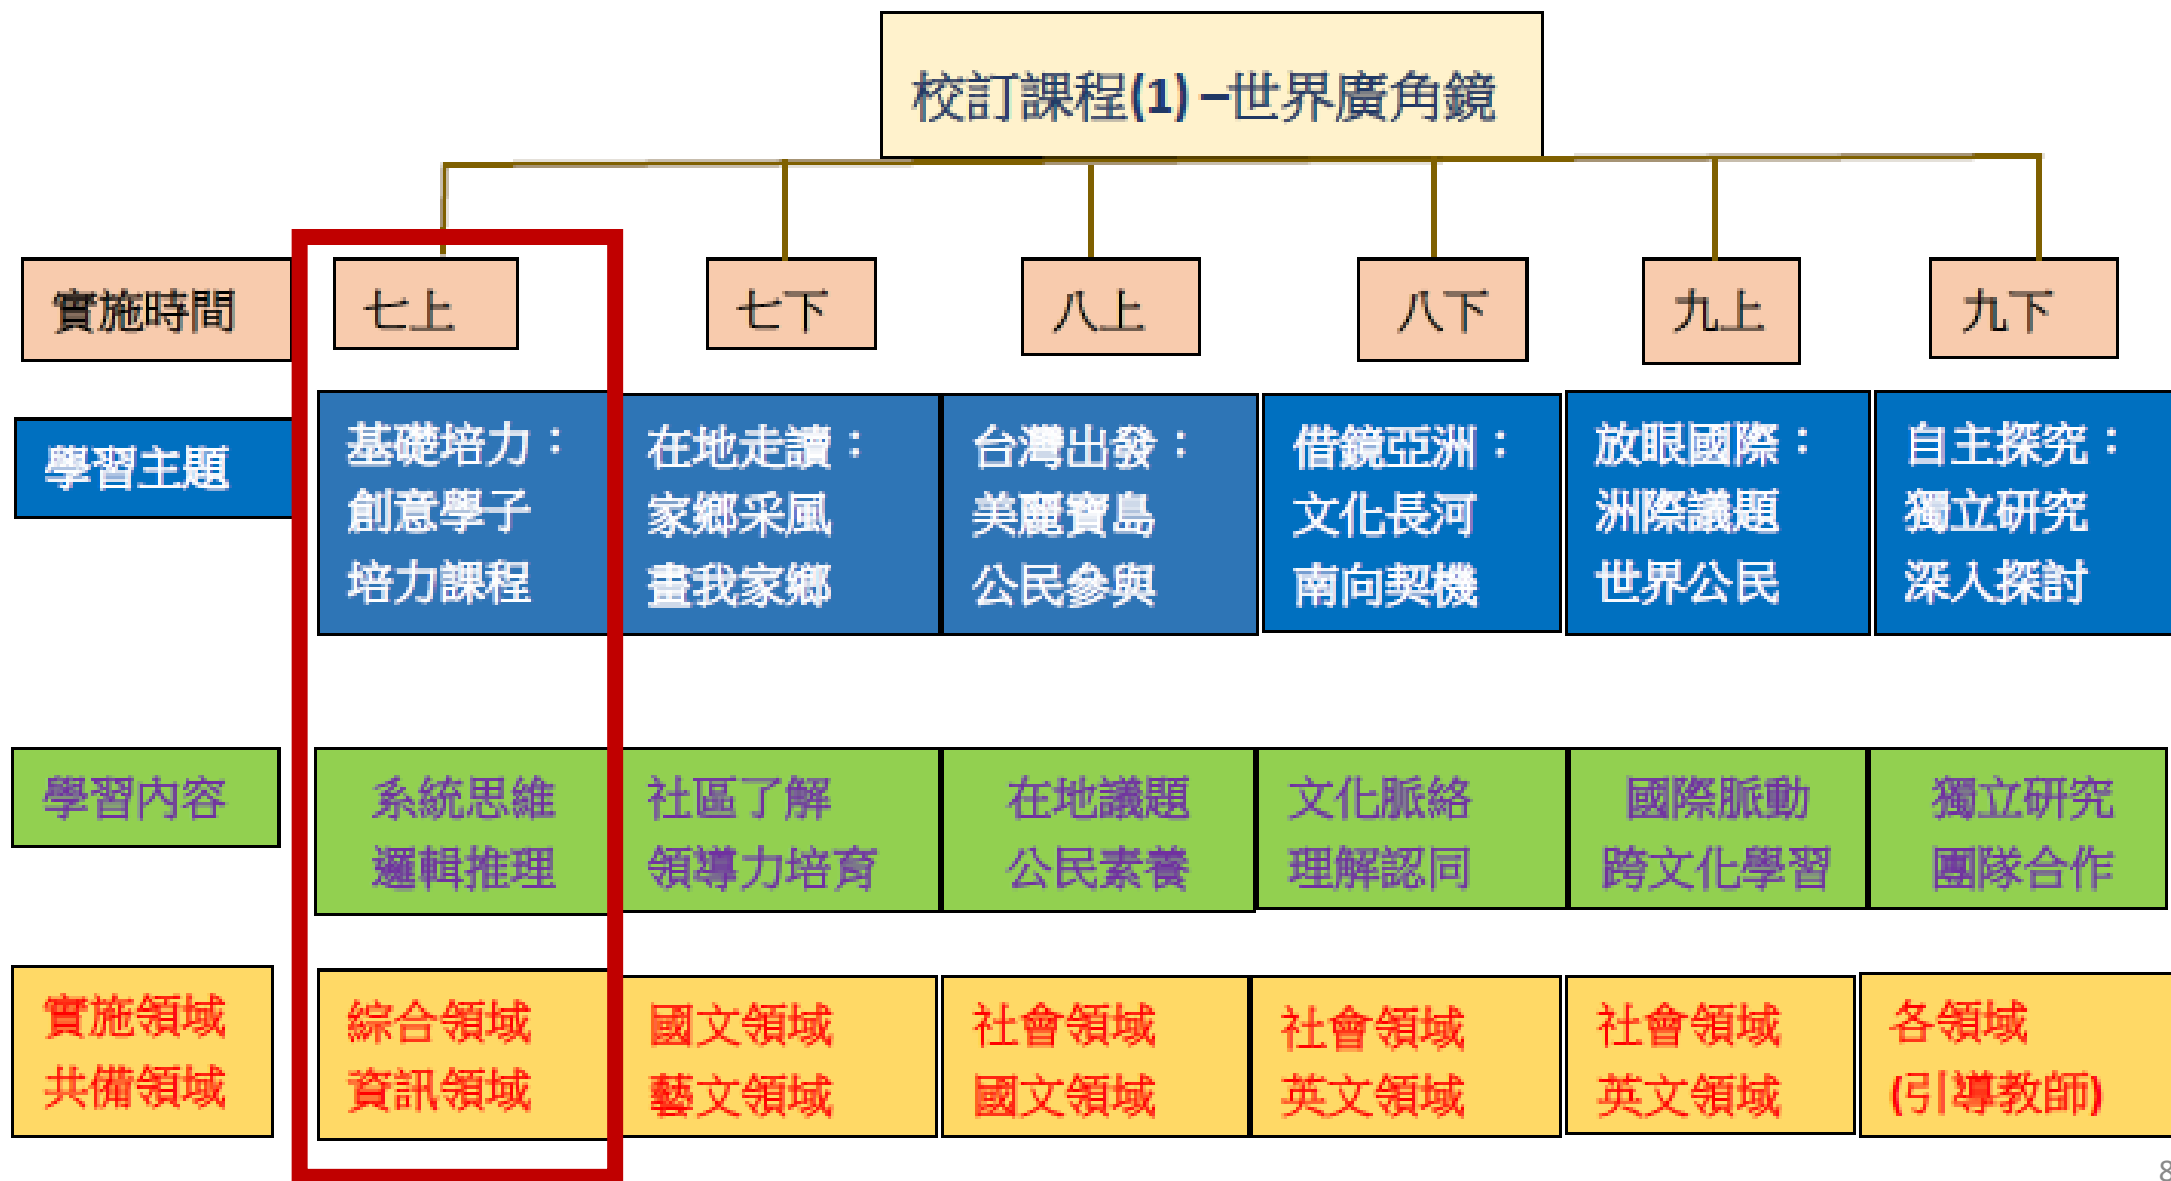 校訂課程(1) –世界廣角鏡
實施時間
七上
七下
八上
八下
九上
九下
學習主題
基礎培力：
創意學子
培力課程
在地走讀：
家鄉采風
畫我家鄉
台灣出發：
美麗寶島
公民參與
借鏡亞洲：
文化長河
南向契機
放眼國際：
洲際議題
世界公民
自主探究：
獨立研究
深入探討
學習內容
系統思維
邏輯推理
社區了解
領導力培育
在地議題
公民素養
文化脈絡
理解認同
國際脈動
跨文化學習
獨立研究
團隊合作
實施領域
共備領域
綜合領域
資訊領域
國文領域
藝文領域
社會領域
國文領域
社會領域
英文領域
社會領域
英文領域
各領域
(引導教師)
8